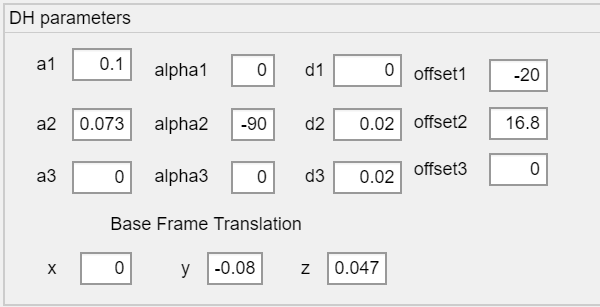 DH parameters
a1 0.1 alpha1 0 d1 0 offset1 -20
a2 0.073 alpha2 -90 d2 0.02 offset2 16.8
a3 0 alpha3 0 d3 0.02 offset3 0
Base Frame Translation
x 0 y -0.08 z 0.047